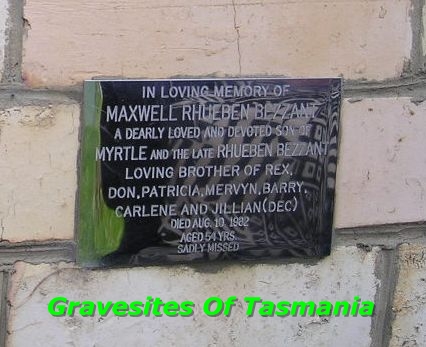 IN LOVING MEMORY OF
MAXWELL RHUEBEN BEZZANT
A DEARLY LOVED AND DEVOTED SON OF
MYRTLE AND THE LATE RHUEBEN BEZZANT
LOVING BROTHER OF REX,
DON, PATRICIA, MERVYN, BARRY,
CARLENE AND JILLIAN (DEC)
DIED AUG. 10, 1982
AGED 54 YRS.
SADLY MISSED
Gravesites Of Tasmania